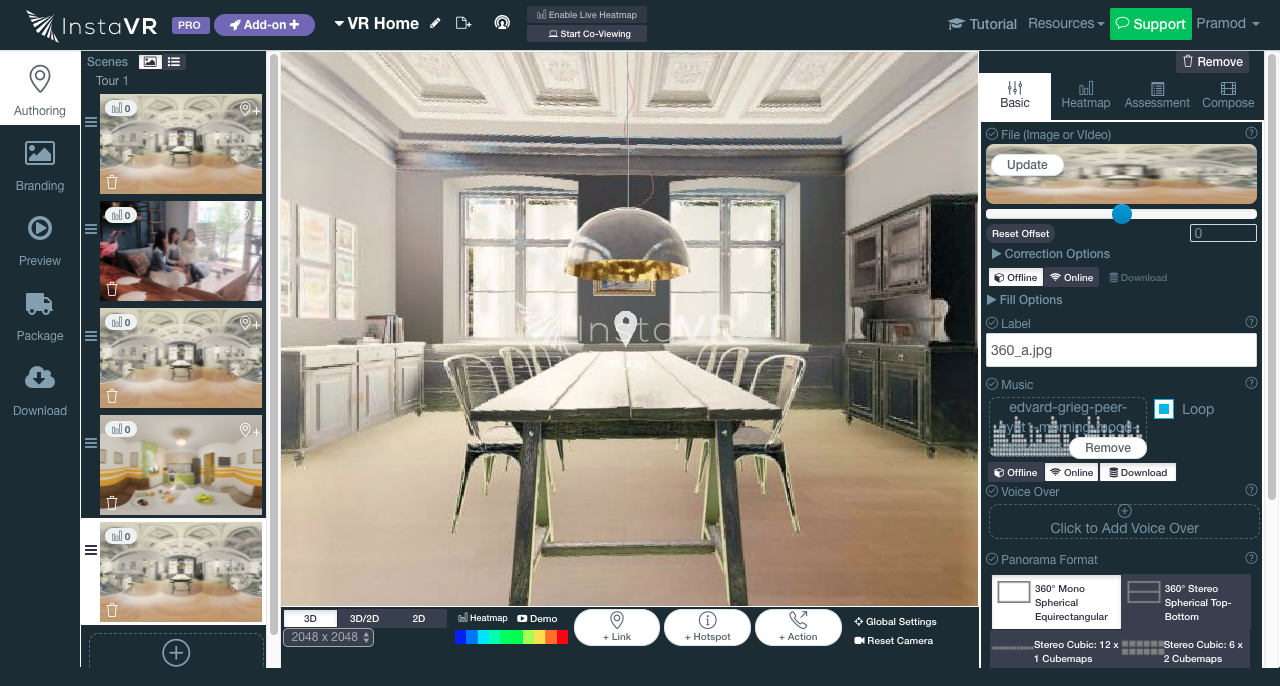 InstaVR
PRO
Add-on +
VR Home
Enable Live Heatmap
Start Co-Viewing
Tutorial
Resources
Support
Pramod
Authoring
Branding
Preview
Package
Download
Scenes
Tour 1
0
0
0
0
0
InstaVR
360_a.jpg
3D
3D/2D
2D
2048 x 2048
Heatmap
Demo
+ Link
+ Hotspot
+ Action
Global Settings
Reset Camera
Remove
Basic
Heatmap
Assessment
Compose
File (Image or VIdeo)
Update
Reset Offset
0
Correction Options
Offline
Online
Download
Fill Options
Label
360_a.jpg
Music
edvard-grieg-peer-
Loop
Remove
Offline
Online
Download
Voice Over
Click to Add Voice Over
Panorama Format
360° Mono
Spherical
Equirectangular
360° Stereo
Spherical Top-
Bottom
Stereo Cubic: 12 x
1 Cubemaps
Stereo Cubic: 6 x
2 Cubemaps